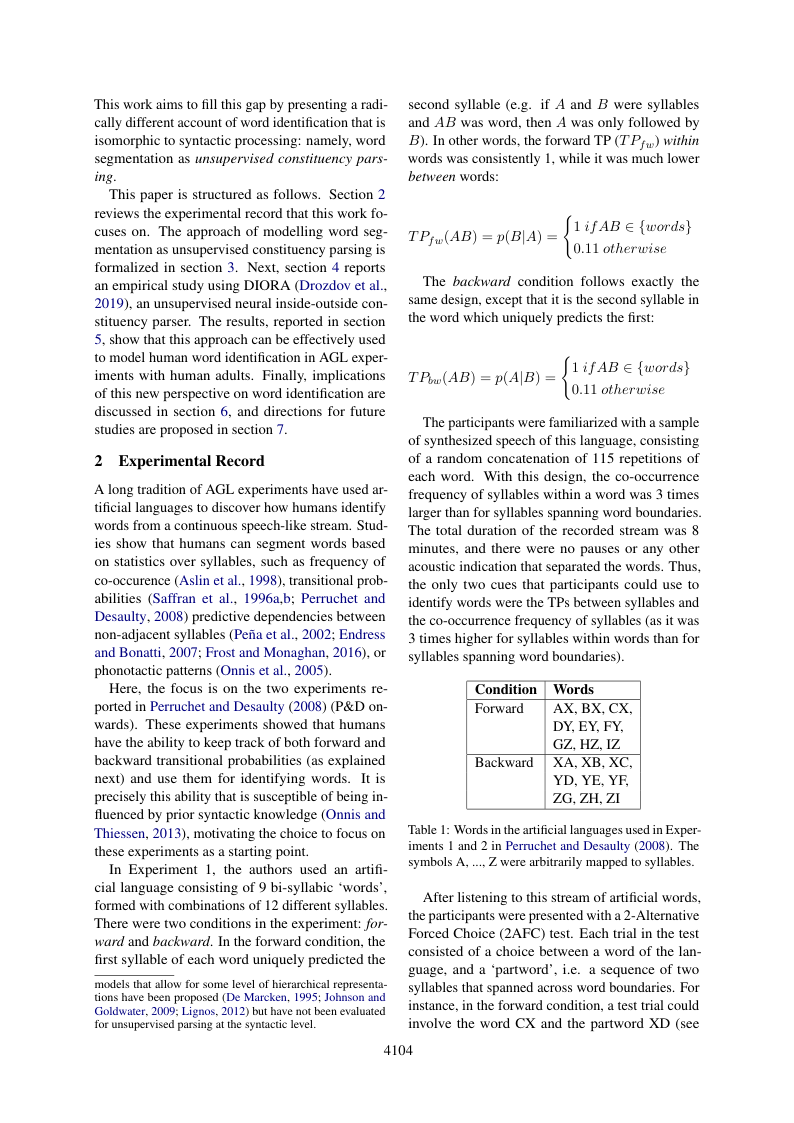 This work aims to fill this gap by presenting a radi-
cally different account of word identification that is
isomorphic to syntactic processing: namely, word
segmentation as unsupervised constituency pars-
ing.
This paper is structured as follows. Section 2
reviews the experimental record that this work fo-
cuses on. The approach of modelling word seg-
mentation as unsupervised constituency parsing is
formalized in section 3. Next, section 4 reports
an empirical study using DIORA (Drozdov et al.,
2019), an unsupervised neural inside-outside con-
stituency parser. The results, reported in section
5, show that this approach can be effectively used
to model human word identification in AGL exper-
iments with human adults. Finally, implications
of this new perspective on word identification are
discussed in section 6, and directions for future
studies are proposed in section 7.
2 Experimental Record
A long tradition of AGL experiments have used ar-
tificial languages to discover how humans identify
words from a continuous speech-like stream. Stud-
ies show that humans can segment words based
on statistics over syllables, such as frequency of
co-occurence (Aslin et al., 1998), transitional prob-
abilities (Saffran et al., 1996a,b; Perruchet and
Desaulty, 2008) predictive dependencies between
non-adjacent syllables (Peña et al., 2002; Endress
and Bonatti, 2007; Frost and Monaghan, 2016), or
phonotactic patterns (Onnis et al., 2005).
Here, the focus is on the two experiments re-
ported in Perruchet and Desaulty (2008) (P&D on-
wards). These experiments showed that humans
have the ability to keep track of both forward and
backward transitional probabilities (as explained
next) and use them for identifying words. It is
precisely this ability that is susceptible of being in-
fluenced by prior syntactic knowledge (Onnis and
Thiessen, 2013), motivating the choice to focus on
these experiments as a starting point.
In Experiment 1, the authors used an artifi-
cial language consisting of 9 bi-syllabic ‘words’,
formed with combinations of 12 different syllables.
There were two conditions in the experiment: for-
ward and backward. In the forward condition, the
first syllable of each word uniquely predicted the
models that allow for some level of hierarchical representa-
tions have been proposed (De Marcken, 1995; Johnson and
Goldwater, 2009; Lignos, 2012) but have not been evaluated
for unsupervised parsing at the syntactic level.
second syllable (e.g. if A and B were syllables
and AB was word, then A was only followed by
B). In other words, the forward TP (TP_{fw}) within
words was consistently 1, while it was much lower
between words:
TP_{fw}(AB) = p(B|A) = { 1 if AB ∈ {words}
0.11 otherwise
The backward condition follows exactly the
same design, except that it is the second syllable in
the word which uniquely predicts the first:
TP_{bw}(AB) = p(A|B) = { 1 if AB ∈ {words}
0.11 otherwise
The participants were familiarized with a sample
of synthesized speech of this language, consisting
of a random concatenation of 115 repetitions of
each word. With this design, the co-occurrence
frequency of syllables within a word was 3 times
larger than for syllables spanning word boundaries.
The total duration of the recorded stream was 8
minutes, and there were no pauses or any other
acoustic indication that separated the words. Thus,
the only two cues that participants could use to
identify words were the TPs between syllables and
the co-occurrence frequency of syllables (as it was
3 times higher for syllables within words than for
syllables spanning word boundaries).
Condition Words
Forward AX, BX, CX,
DY, EY, FY,
GZ, HZ, IZ
Backward XA, XB, XC,
YD, YE, YF,
ZG, ZH, ZI
Table 1: Words in the artificial languages used in Exper-
iments 1 and 2 in Perruchet and Desaulty (2008). The
symbols A, ..., Z were arbitrarily mapped to syllables.
After listening to this stream of artificial words,
the participants were presented with a 2-Alternative
Forced Choice (2AFC) test. Each trial in the test
consisted of a choice between a word of the lan-
guage, and a ‘partword’, i.e. a sequence of two
syllables that spanned across word boundaries. For
instance, in the forward condition, a test trial could
involve the word CX and the partword XD (see
4104